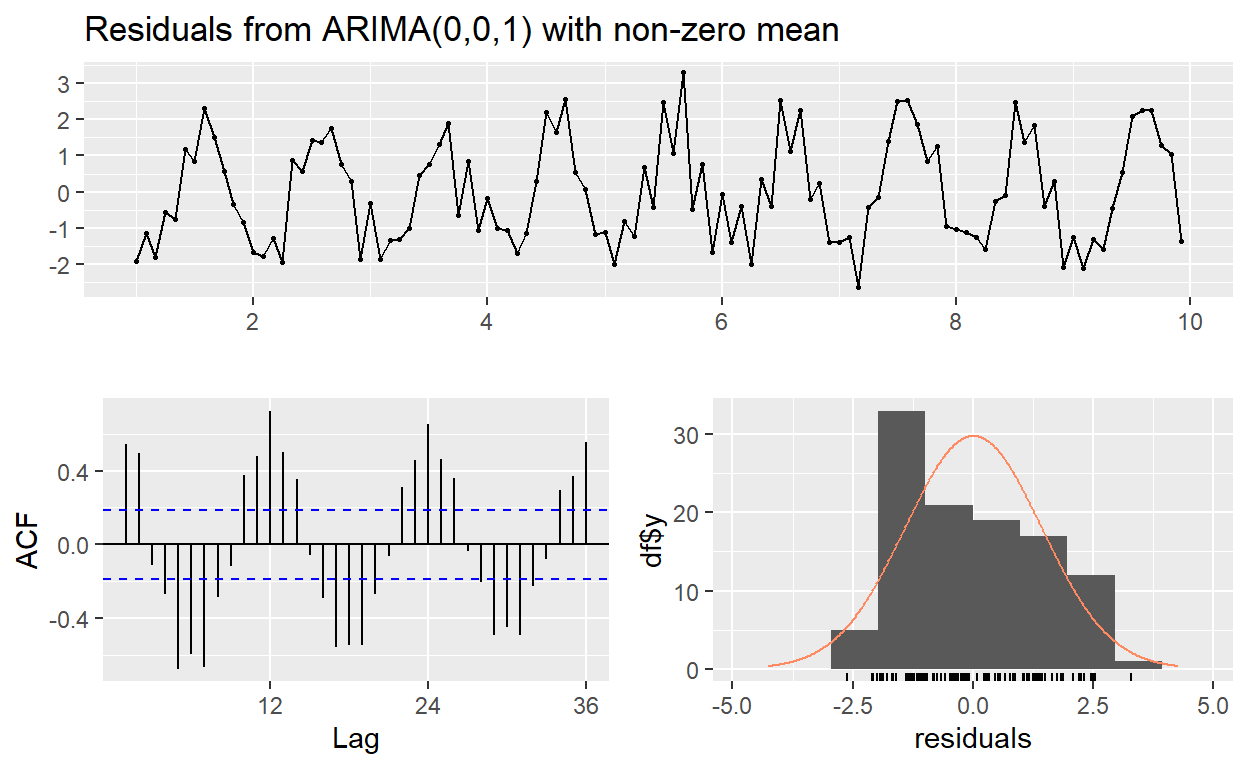 Residuals from ARIMA(0,0,1) with non-zero mean
3
2
1
0
-1
-2
2 4 6 8 10
ACF
0.4
0.0
-0.4
12 24 36
Lag
df$y
30
20
10
0
-5.0 -2.5 0.0 2.5 5.0
residuals